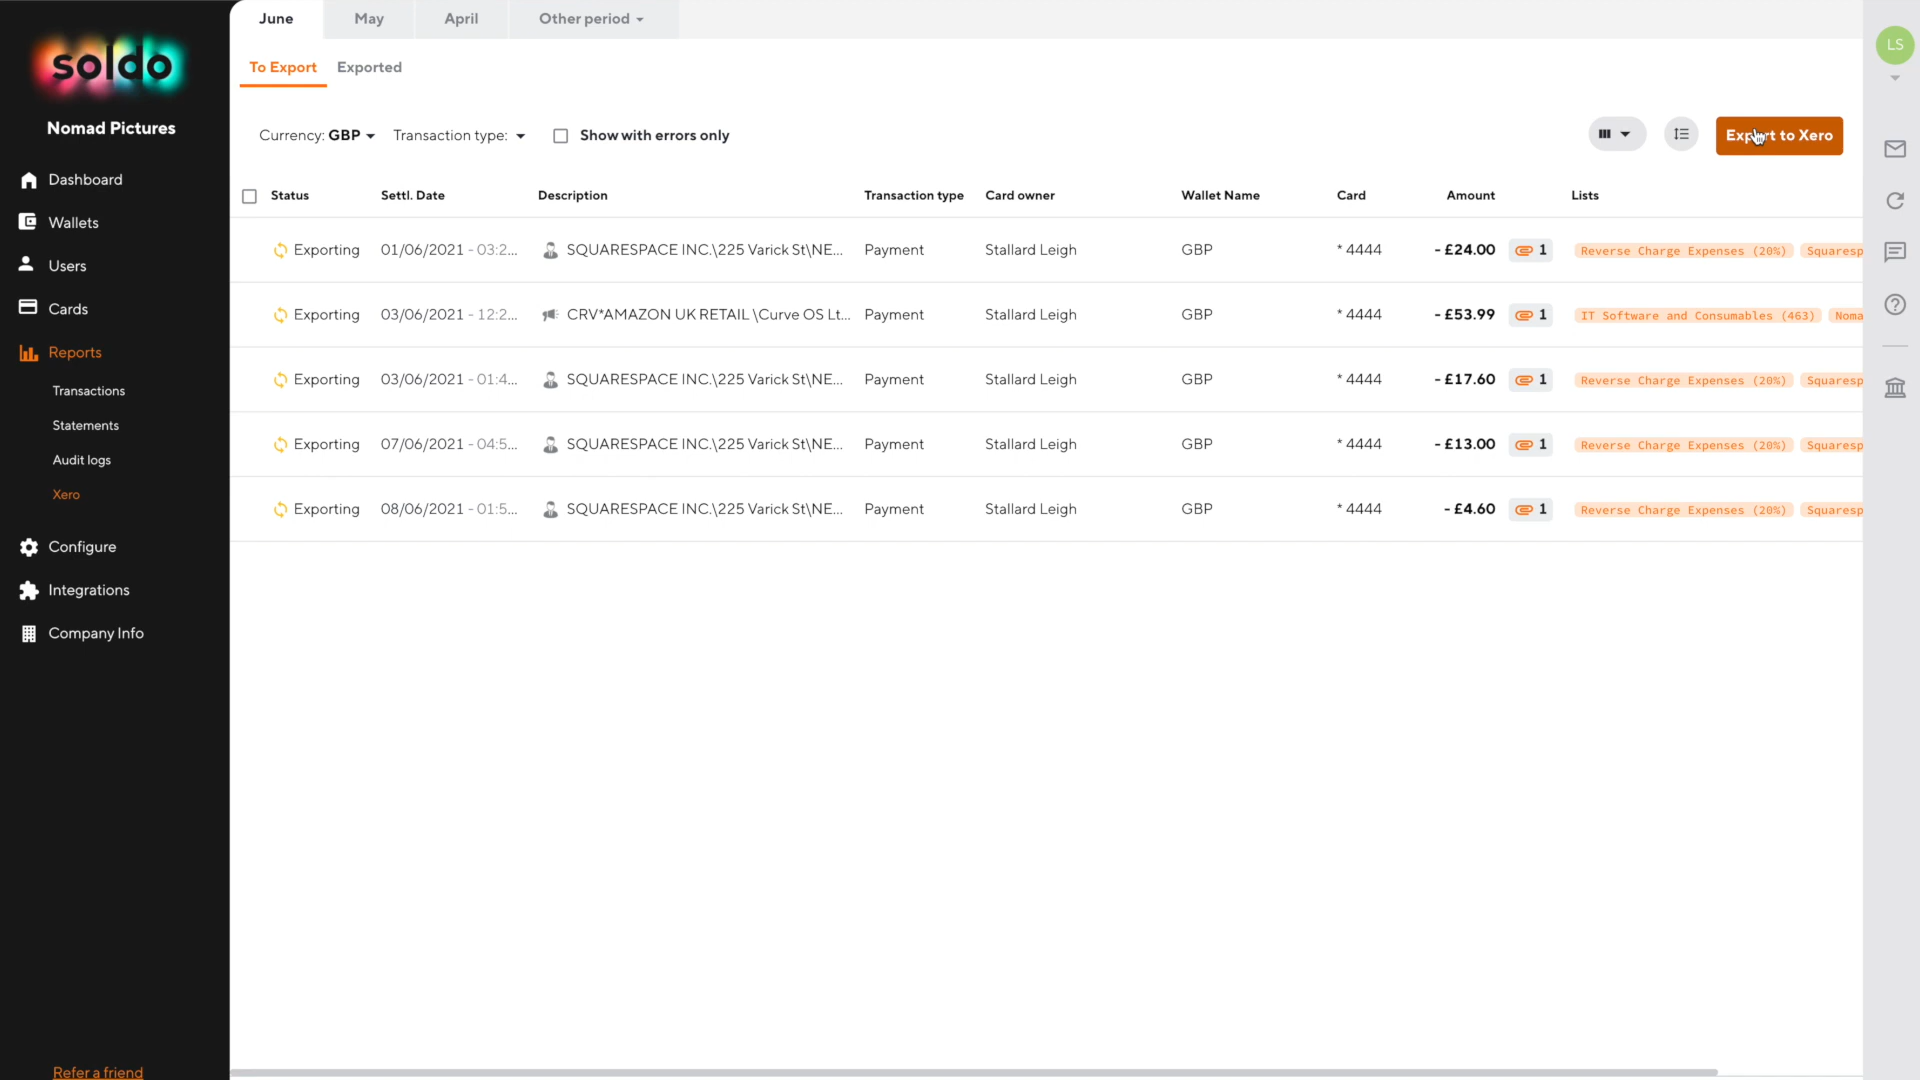 June May April Other period
soldo
To Export Exported
Nomad Pictures
Currency: GBP Transaction type: Show with errors only Export to Xero
LS
Dashboard
Wallets
Users
Cards
Reports
Transactions
Statements
Audit logs
Xero
Configure
Integrations
Company Info
Refer a friend
Status Settl. Date Description Transaction type Card owner Wallet Name Card Amount Lists
Exporting 01/06/2021 - 03:2... SQUARESPACE INC.\225 Varick St\NE... Payment Stallard Leigh GBP * 4444 - £24.00 1 Reverse Charge Expenses (20%) Squaresp
Exporting 03/06/2021 - 12:2... CRV*AMAZON UK RETAIL \Curve OS Lt... Payment Stallard Leigh GBP * 4444 - £53.99 1 IT Software and Consumables (463) Noma
Exporting 03/06/2021 - 01:4... SQUARESPACE INC.\225 Varick St\NE... Payment Stallard Leigh GBP * 4444 - £17.60 1 Reverse Charge Expenses (20%) Squaresp
Exporting 07/06/2021 - 04:5... SQUARESPACE INC.\225 Varick St\NE... Payment Stallard Leigh GBP * 4444 - £13.00 1 Reverse Charge Expenses (20%) Squaresp
Exporting 08/06/2021 - 01:5... SQUARESPACE INC.\225 Varick St\NE... Payment Stallard Leigh GBP * 4444 - £4.60 1 Reverse Charge Expenses (20%) Squaresp